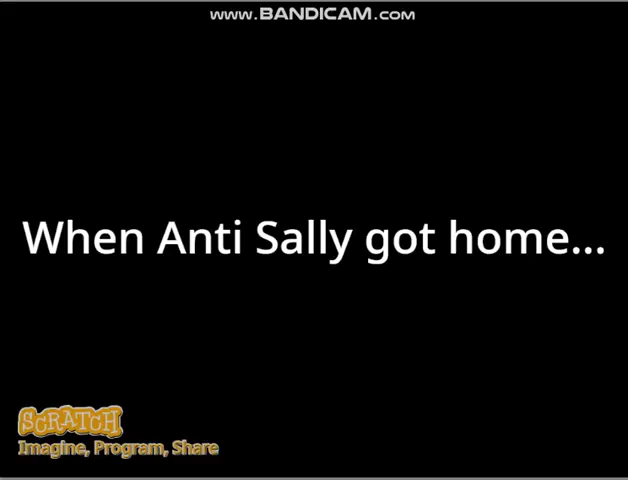 www.BANDICAM.com
When Anti Sally got home...
SCRATCH
Imagine, Program, Share